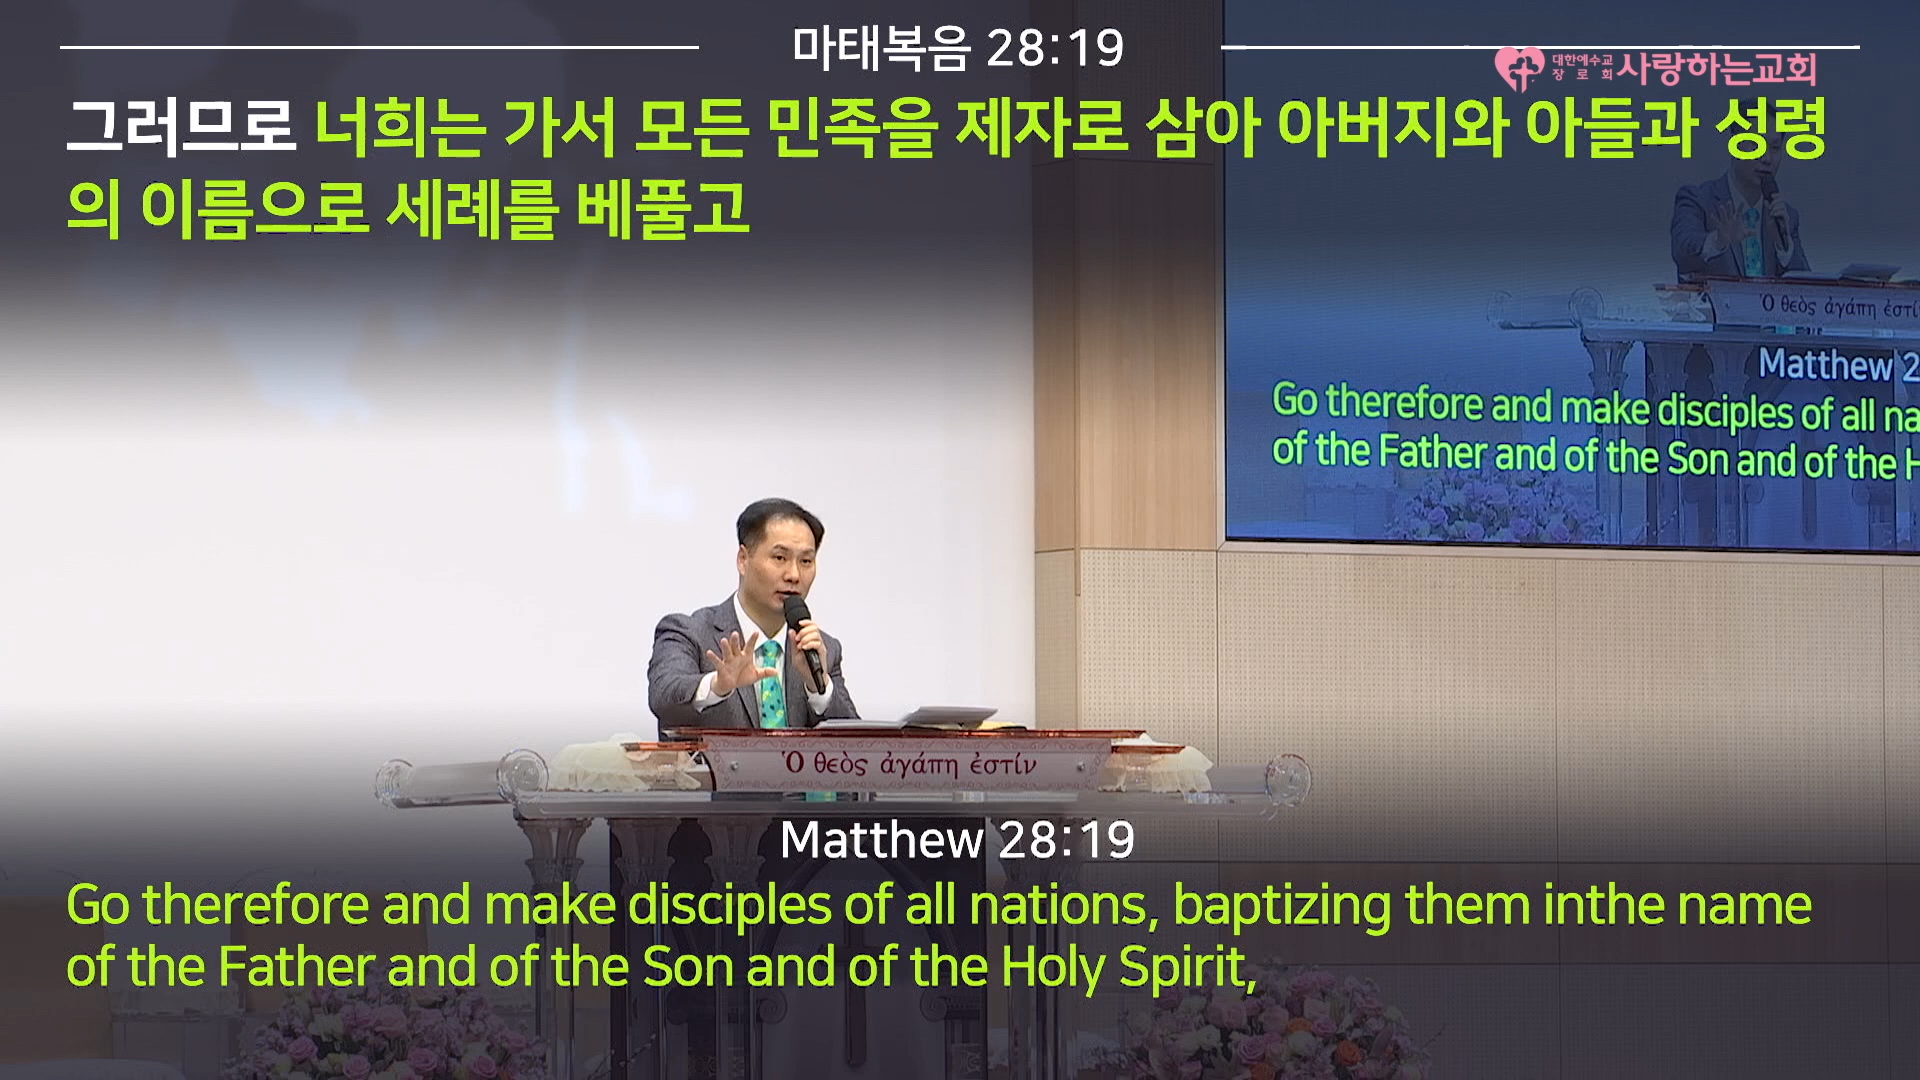 마태복음 28:19
대한예수교
장로회
사랑하는교회
그러므로 너희는 가서 모든 민족을 제자로 삼아 아버지와 아들과 성령
의 이름으로 세례를 베풀고
Ὁ θεὸς ἀγάπη ἐστίν
Matthew 2
Go therefore and make disciples of all na
of the Father and of the Son and of the H
Ὁ θεὸς ἀγάπη ἐστίν
Matthew 28:19
Go therefore and make disciples of all nations, baptizing them inthe name
of the Father and of the Son and of the Holy Spirit,